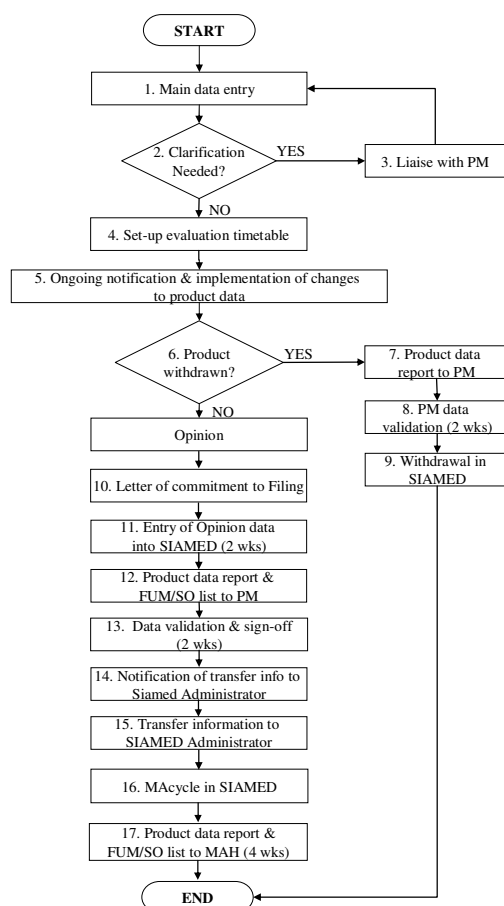 START
1. Main data entry
2. Clarification
Needed?
YES
3. Liaise with PM
NO
4. Set-up evaluation timetable
5. Ongoing notification & implementation of changes
to product data
6. Product
withdrawn?
YES
7. Product data
report to PM
8. PM data
validation (2 wks)
9. Withdrawal in
SIAMED
NO
Opinion
10. Letter of commitment to Filing
11. Entry of Opinion data
into SIAMED (2 wks)
12. Product data report &
FUM/SO list to PM
13. Data validation & sign-off
(2 wks)
14. Notification of transfer info to
Siamed Administrator
15. Transfer information to
SIAMED Administrator
16. MAcycle in SIAMED
17. Product data report &
FUM/SO list to MAH (4 wks)
END